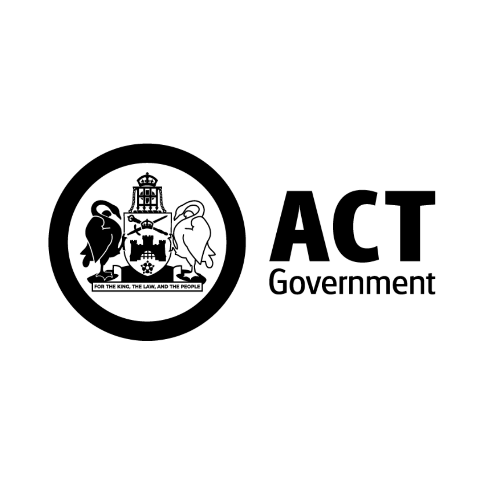 FOR THE KING, THE LAW, AND THE PEOPLE
ACT
Government